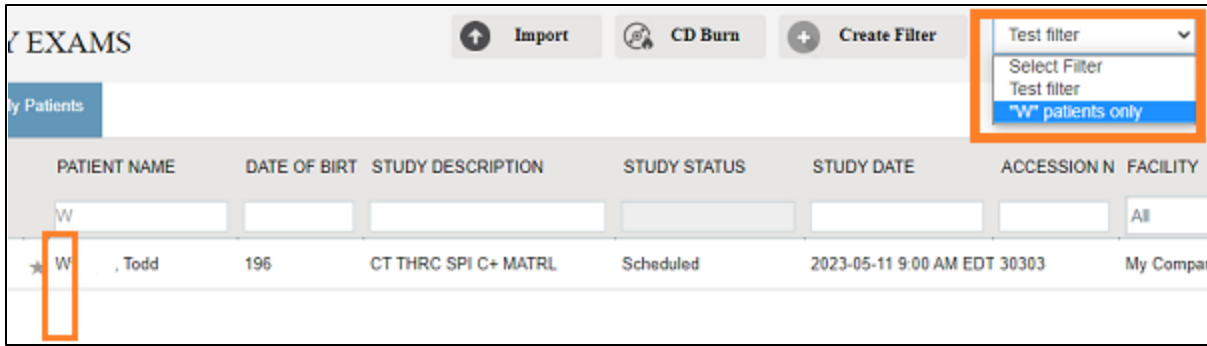 Y EXAMS Import CD Burn Create Filter Test filter
Select Filter
Test filter
"W" patients only
ly Patients
PATIENT NAME DATE OF BIRT STUDY DESCRIPTION STUDY STATUS STUDY DATE ACCESSION N FACILITY
W All
W , Todd 196 CT THRC SPI C+ MATRL Scheduled 2023-05-11 9:00 AM EDT 30303 My Compar